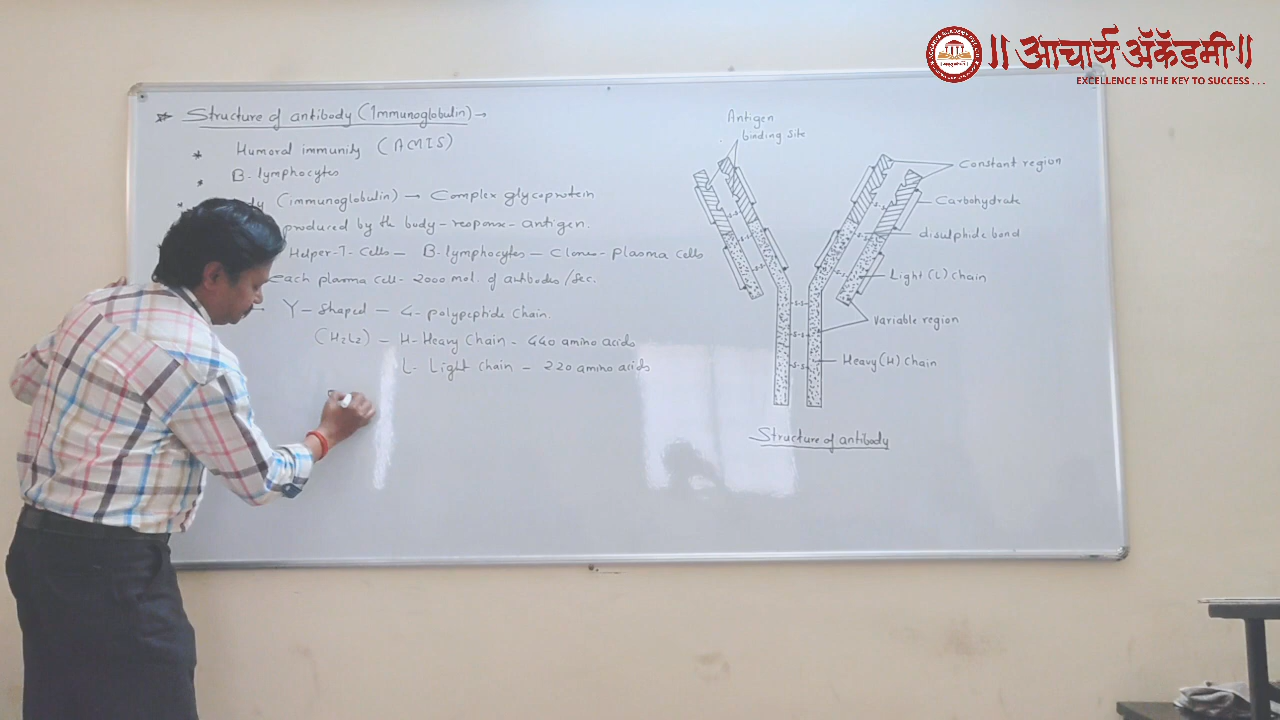 || आचार्य ॲकॅडमी ||
EXCELLENCE IS THE KEY TO SUCCESS . . .
Structure of antibody (Immunoglobulin) →
* Humoral immunity (AMIS)
* B-lymphocytes
* (immunoglobulin) → Complex glycoprotein
produced by the body-response-antigen.
Helper-T-Cells — B-lymphocytes — Clones-plasma cells
each plasma cell- 2000 mol. of antibodies/sec.
→ Y-shaped — 4-polypeptide chain.
(H2L2) — H-Heavy Chain - 440 amino acids
L- Light chain — 220 amino acids
Antigen
binding site
Constant region
Carbohydrate
disulphide bond
Light(L) chain
Variable region
Heavy(H) chain
Structure of antibody